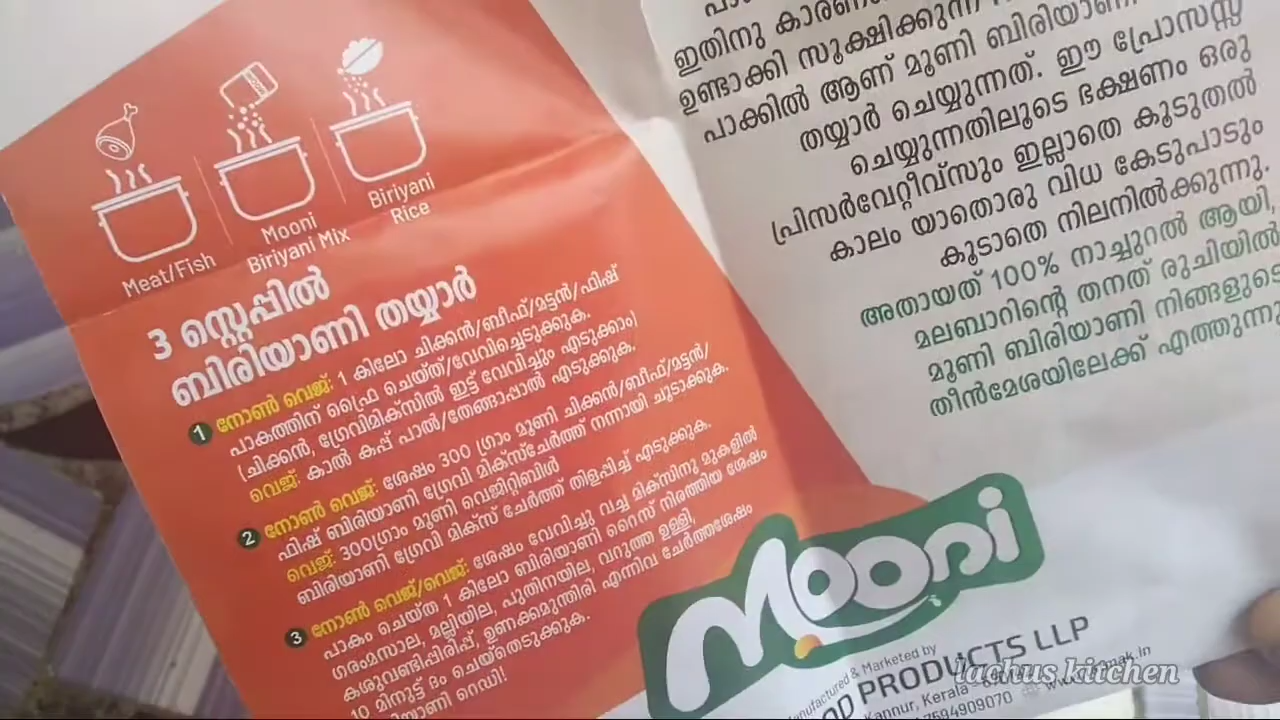 Meat/Fish
Mooni
Biriyani Mix
Biriyani
Rice
3 സ്റ്റെപ്പിൽ
ബിരിയാണി തയ്യാർ
1 നോൺ വെജ്: 1 കിലോ ചിക്കൻ/ബീഫ്/മട്ടൻ/ഫിഷ്
പാകത്തിന് ഫ്രൈ ചെയ്ത്/വേവിച്ചെടുക്കുക.
(ചിക്കൻ, ഗ്രേവിമിക്സിൽ ഇട്ട് വേവിച്ചും എടുക്കാം)
വെജ്: കാൽ കപ്പ് പാൽ/തേങ്ങാപ്പാൽ എടുക്കുക.
2 നോൺ വെജ്: ശേഷം 300 ഗ്രാം മൂണി ചിക്കൻ/ബീഫ്/മട്ടൻ/
ഫിഷ് ബിരിയാണി ഗ്രേവി മിക്സ്ചേർത്ത് നന്നായി ചൂടാക്കുക.
വെജ്: 300ഗ്രാം മൂണി വെജിറ്റിബിൾ
ബിരിയാണി ഗ്രേവി മിക്സ് ചേർത്ത് തിളപ്പിച്ച് എടുക്കുക.
3 നോൺ വെജ്/വെജ്: ശേഷം വേവിച്ചു വച്ച മിക്സിനു മുകളിൽ
പാകം ചെയ്ത 1 കിലോ ബിരിയാണി റൈസ് നിരത്തിയ ശേഷം
ഗരംമസാല, മല്ലിയില, പുതിനയില, വറുത്ത ഉള്ളി,
കശുവണ്ടിപ്പരിപ്പ്, ഉണക്കമുന്തിരി എന്നിവ ചേർത്തശേഷം
10 മിനുട്ട് ദം ചെയ്തെടുക്കുക.
റെഡി!
ഇതിനു
ഉണ്ടാക്കി സൂക്ഷിക്കുന്ന
പാക്കിൽ ആണ് മൂണി ബിരിയാണി
തയ്യാർ ചെയ്യുന്നത്. ഈ പ്രോസസ്സ്
ചെയ്യുന്നതിലൂടെ ഭക്ഷണം ഒരു
പ്രിസർവേറ്റീവ്സും ഇല്ലാതെ കൂടുതൽ
കാലം യാതൊരു വിധ കേടുപാടും
കൂടാതെ നിലനിൽക്കുന്നു.
അതായത് 100% നാച്ചുറൽ ആയി,
മലബാറിന്റെ തനത് രുചിയിൽ
മൂണി ബിരിയാണി നിങ്ങളുടെ
തീൻമേശയിലേക്ക് എത്തുന്നു
Mooni
Manufactured & Marketed by
PRODUCTS LLP
Kannur, Kerala
7594909070
lachus kitchen